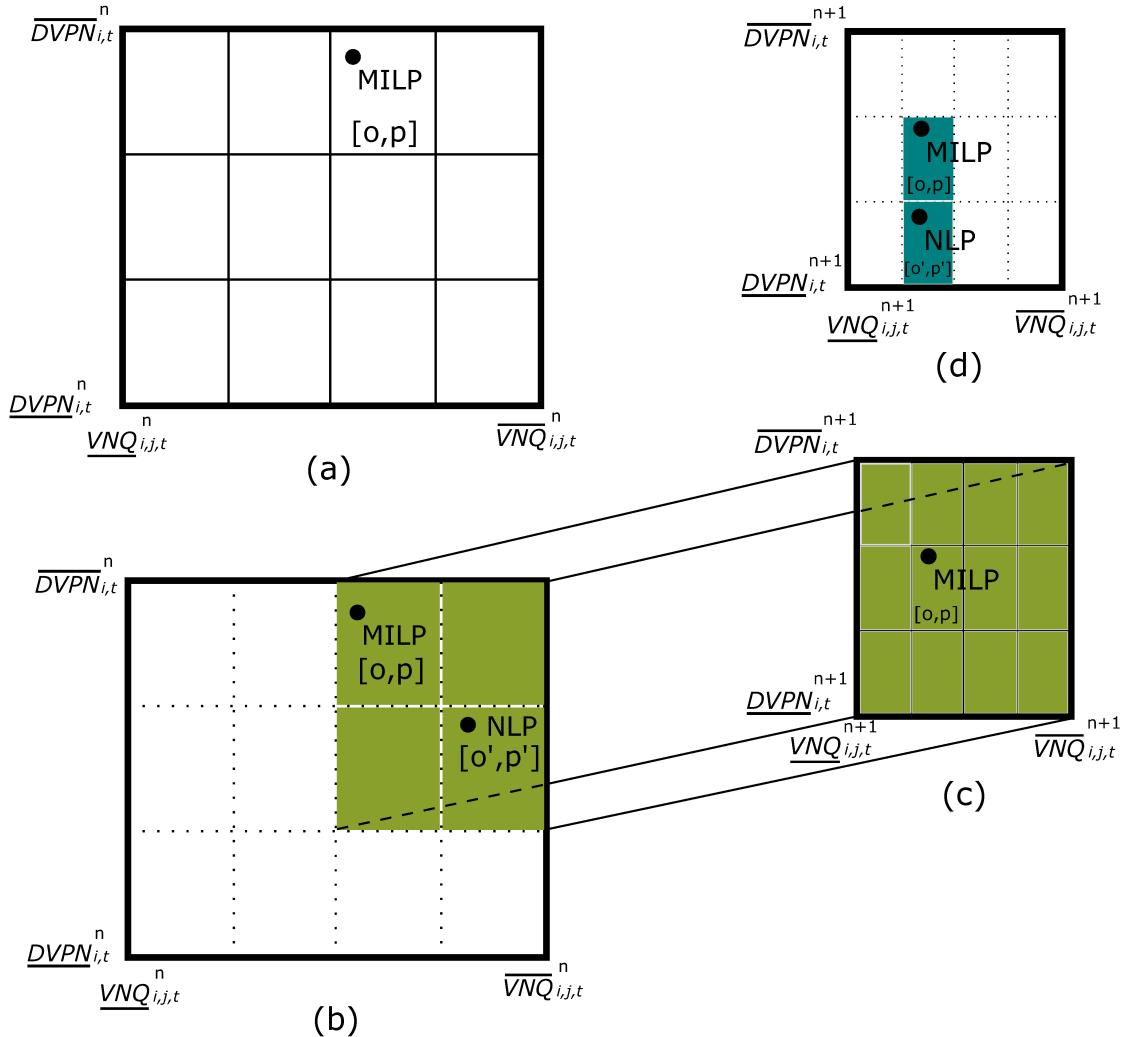 n
DVPN i,t
MILP
[o,p]
n
DVPN i,t
n
VNQ i,j,t
n
VNQ i,j,t
(a)
n+1
DVPN i,t
MILP
[o,p]
NLP
[o',p']
n+1
DVPN i,t
n+1
VNQ i,j,t
n+1
VNQ i,j,t
(d)
n
DVPN i,t
MILP
[o,p]
NLP
[o',p']
n
DVPN i,t
n
VNQ i,j,t
n
VNQ i,j,t
(b)
n+1
DVPN i,t
MILP
[o,p]
n+1
DVPN i,t
n+1
VNQ i,j,t
n+1
VNQ i,j,t
(c)